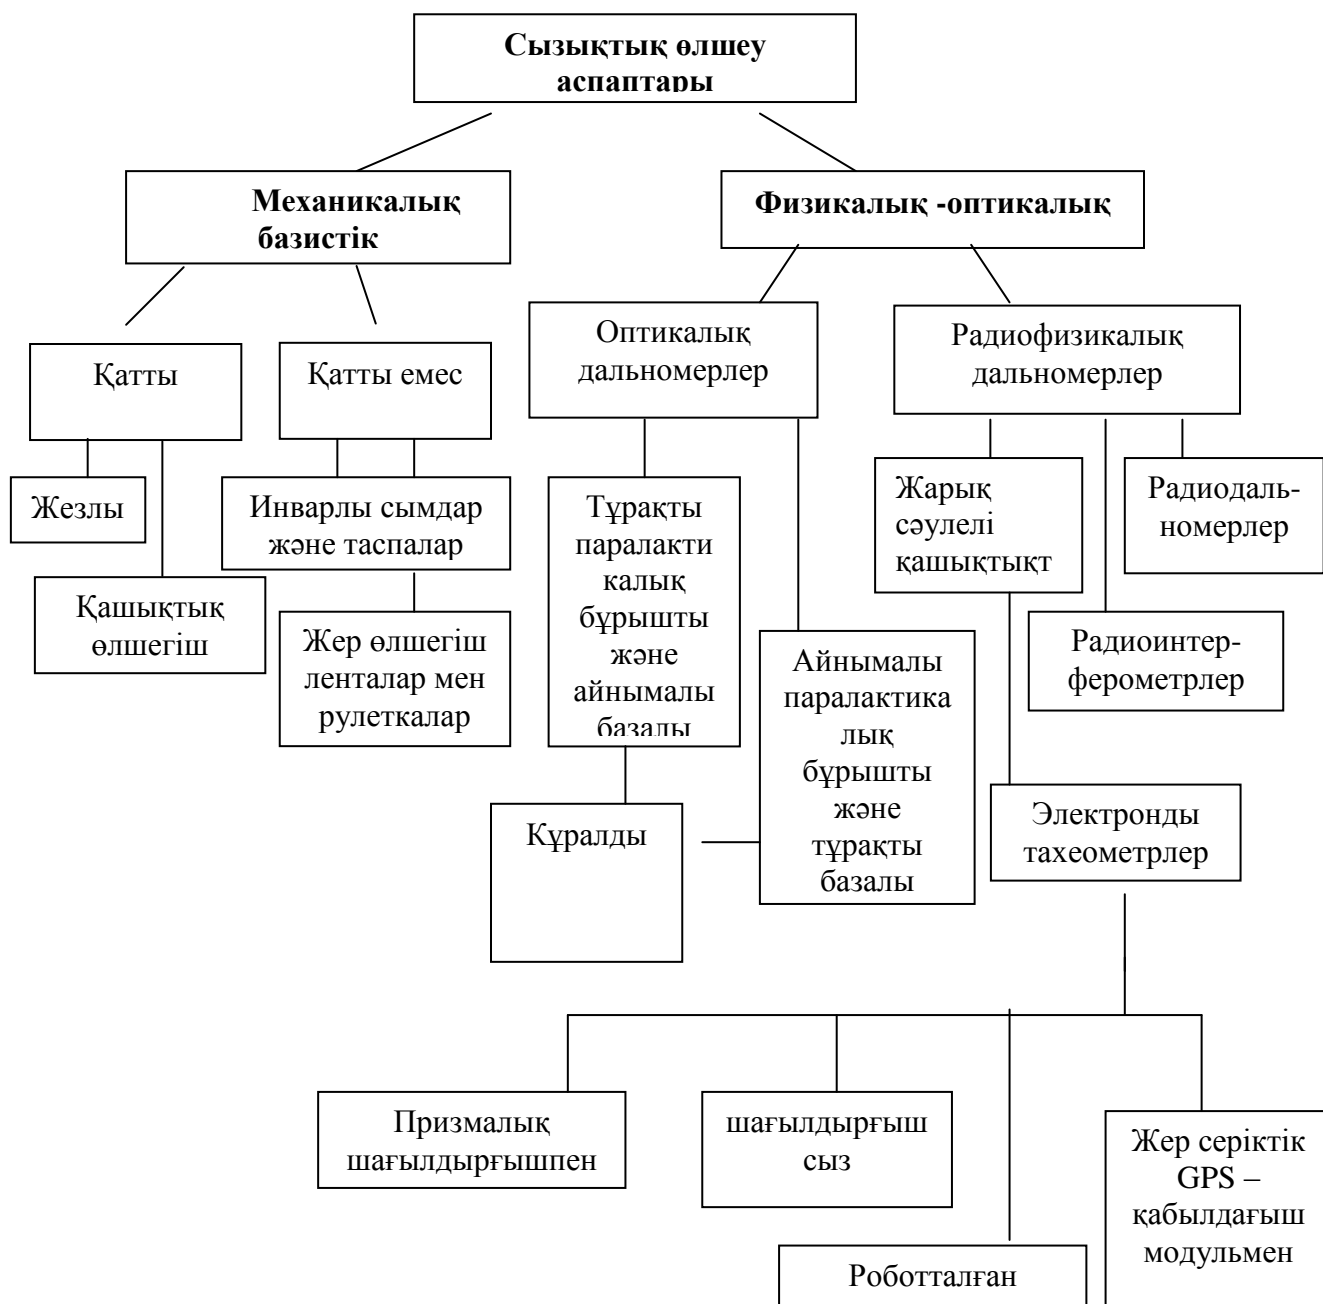 Сызықтық өлшеу
аспаптары
Механикалық
базистік
Физикалық -оптикалық
Қатты
Қатты емес
Оптикалық
дальномерлер
Радиофизикалық
дальномерлер
Жезлы
Инварлы сымдар
және таспалар
Қашықтық
өлшегіш
Жер өлшегіш
ленталар мен
рулеткалар
Тұрақты
паралакти
калық
бұрышты
және
айнымалы
базалы
Айнымалы
паралактика
лық
бұрышты
және
тұрақты
базалы
Кұралды
Жарық
сәулелі
қашықтықт
Радиодаль-
номерлер
Радиоинтер-
ферометрлер
Электронды
тахеометрлер
Призмалық
шағылдырғышпен
шағылдырғыш
сыз
Роботталған
Жер серіктік
GPS –
қабылдағыш
модульмен